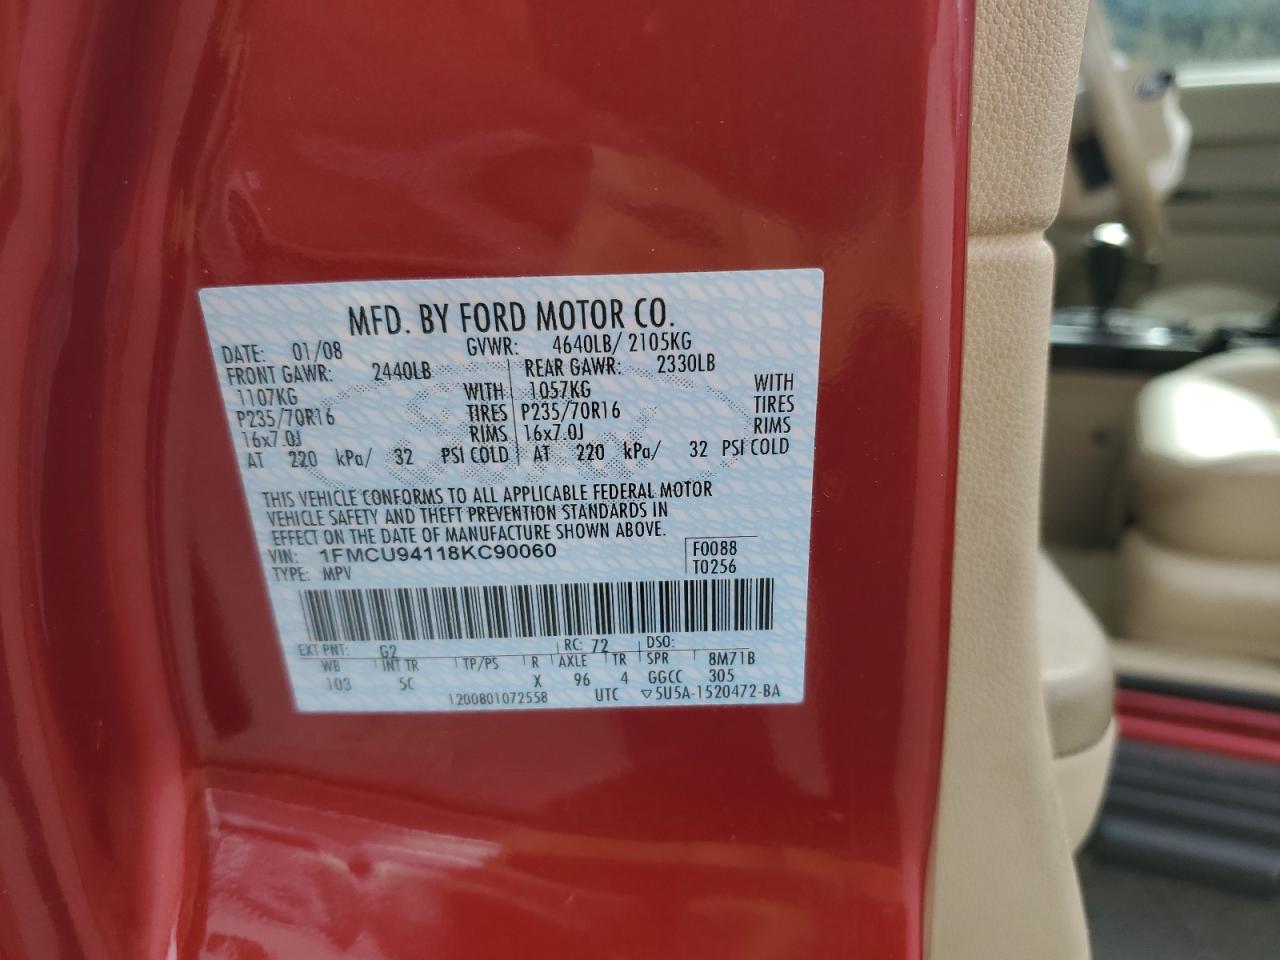 MFD. BY FORD MOTOR CO.
DATE: 01/08 GVWR: 4640LB/ 2105KG
FRONT GAWR: 2440LB REAR GAWR: 2330LB
1107KG WITH 1057KG WITH
P235/70R16 TIRES P235/70R16 TIRES
16x7.0J RIMS 16x7.0J RIMS
AT 220 kPa/ 32 PSI COLD AT 220 kPa/ 32 PSI COLD
THIS VEHICLE CONFORMS TO ALL APPLICABLE FEDERAL MOTOR
VEHICLE SAFETY AND THEFT PREVENTION STANDARDS IN
EFFECT ON THE DATE OF MANUFACTURE SHOWN ABOVE.
VIN: 1FMCU94118KC90060 F0088
TYPE: MPV T0256
EXT PNT: G2 RC: 72 DSO:
WB INT TR TP/PS R AXLE TR SPR 8M71B
103 5C X 96 4 GGCC 305
1200801072558 UTC ▽5U5A-1520472-BA